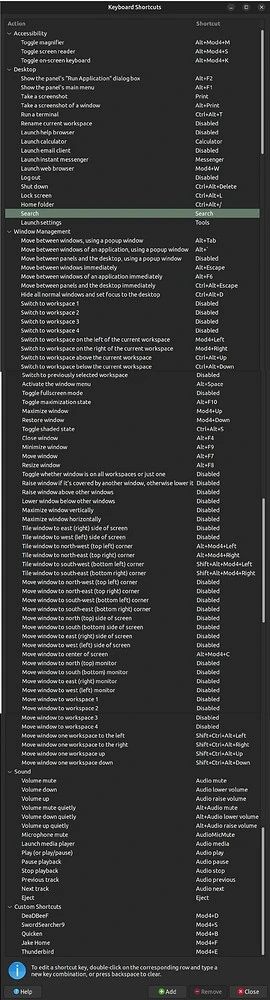 Keyboard Shortcuts
Action Shortcut
Accessibility
Toggle magnifier Alt+Mod4+M
Toggle screen reader Alt+Mod4+S
Toggle on-screen keyboard Alt+Mod4+K
Desktop
Show the panel's "Run Application" dialog box Alt+F2
Show the panel's main menu Alt+F1
Take a screenshot Print
Take a screenshot of a window Alt+Print
Run a terminal Ctrl+Alt+T
Rename current workspace Disabled
Launch help browser Disabled
Launch calculator Calculator
Launch email client Disabled
Launch instant messenger Messenger
Launch web browser Mod4+W
Log out Disabled
Shut down Ctrl+Alt+Delete
Lock screen Ctrl+Alt+L
Home folder Ctrl+Alt+/
Search Search
Launch settings Tools
Window Management
Move between windows, using a popup window Alt+Tab
Move between windows of an application, using a popup window Alt+`
Move between panels and the desktop, using a popup window Disabled
Move between windows immediately Alt+Escape
Move between windows of an application immediately Alt+F6
Move between panels and the desktop immediately Ctrl+Alt+Escape
Hide all normal windows and set focus to the desktop Ctrl+Alt+D
Switch to workspace 1 Disabled
Switch to workspace 2 Disabled
Switch to workspace 3 Disabled
Switch to workspace 4 Disabled
Switch to workspace on the left of the current workspace Mod4+Left
Switch to workspace on the right of the current workspace Mod4+Right
Switch to workspace above the current workspace Ctrl+Alt+Up
Switch to workspace below the current workspace Ctrl+Alt+Down
Switch to previously selected workspace Disabled
Activate the window menu Alt+Space
Toggle fullscreen mode Disabled
Toggle maximization state Alt+F10
Maximize window Mod4+Up
Restore window Mod4+Down
Toggle shaded state Ctrl+Alt+S
Close window Alt+F4
Minimize window Alt+F9
Move window Alt+F7
Resize window Alt+F8
Toggle whether window is on all workspaces or just one Disabled
Raise window if it's covered by another window, otherwise lower it Disabled
Raise window above other windows Disabled
Lower window below other windows Disabled
Maximize window vertically Disabled
Maximize window horizontally Disabled
Tile window to east (right) side of screen Disabled
Tile window to west (left) side of screen Disabled
Tile window to north-west (top left) corner Alt+Mod4+Left
Tile window to north-east (top right) corner Alt+Mod4+Right
Tile window to south-west (bottom left) corner Shift+Alt+Mod4+Left
Tile window to south-east (bottom right) corner Shift+Alt+Mod4+Right
Move window to north-west (top left) corner Disabled
Move window to north-east (top right) corner Disabled
Move window to south-west (bottom left) corner Disabled
Move window to south-east (bottom right) corner Disabled
Move window to north (top) side of screen Disabled
Move window to south (bottom) side of screen Disabled
Move window to east (right) side of screen Disabled
Move window to west (left) side of screen Disabled
Move window to center of screen Alt+Mod4+C
Move window to north (top) monitor Disabled
Move window to south (bottom) monitor Disabled
Move window to east (right) monitor Disabled
Move window to west (left) monitor Disabled
Move window to workspace 1 Disabled
Move window to workspace 2 Disabled
Move window to workspace 3 Disabled
Move window to workspace 4 Disabled
Move window one workspace to the left Shift+Ctrl+Alt+Left
Move window one workspace to the right Shift+Ctrl+Alt+Right
Move window one workspace up Shift+Ctrl+Alt+Up
Move window one workspace down Shift+Ctrl+Alt+Down
Sound
Volume mute Audio mute
Volume down Audio lower volume
Volume up Audio raise volume
Volume mute quietly Alt+Audio mute
Volume down quietly Alt+Audio lower volume
Volume up quietly Alt+Audio raise volume
Microphone mute AudioMicMute
Launch media player Audio media
Play (or play/pause) Audio play
Pause playback Audio pause
Stop playback Audio stop
Previous track Audio previous
Next track Audio next
Eject Eject
Custom Shortcuts
DeaDBeeF Mod4+D
SwordSearcher9 Mod4+S
Quicken Mod4+B
Jake Home Mod4+F
Thunderbird Mod4+E
To edit a shortcut key, double-click on the corresponding row and type a
new key combination, or press backspace to clear.
Help Add Remove Close